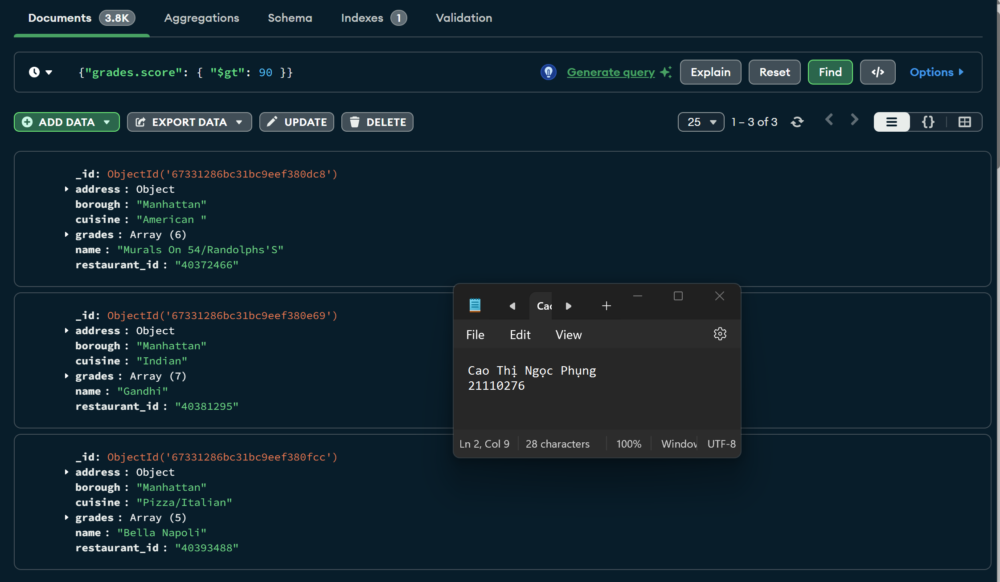 Documents 3.8K Aggregations Schema Indexes 1 Validation
{"grades.score": { "$gt": 90 }} Generate query Explain Reset Find </> Options
ADD DATA EXPORT DATA UPDATE DELETE 25 1 – 3 of 3 {}
_id: ObjectId('67331286bc31bc9eef380dc8')
address : Object
borough : "Manhattan"
cuisine : "American "
grades : Array (6)
name : "Murals On 54/Randolphs'S"
restaurant_id : "40372466"
_id: ObjectId('67331286bc31bc9eef380e69')
address : Object
borough : "Manhattan"
cuisine : "Indian"
grades : Array (7)
name : "Gandhi"
restaurant_id : "40381295"
_id: ObjectId('67331286bc31bc9eef380fcc')
address : Object
borough : "Manhattan"
cuisine : "Pizza/Italian"
grades : Array (5)
name : "Bella Napoli"
restaurant_id : "40393488"
Cao
File Edit View
Cao Thị Ngọc Phụng
21110276
Ln 2, Col 9 28 characters 100% Window UTF-8